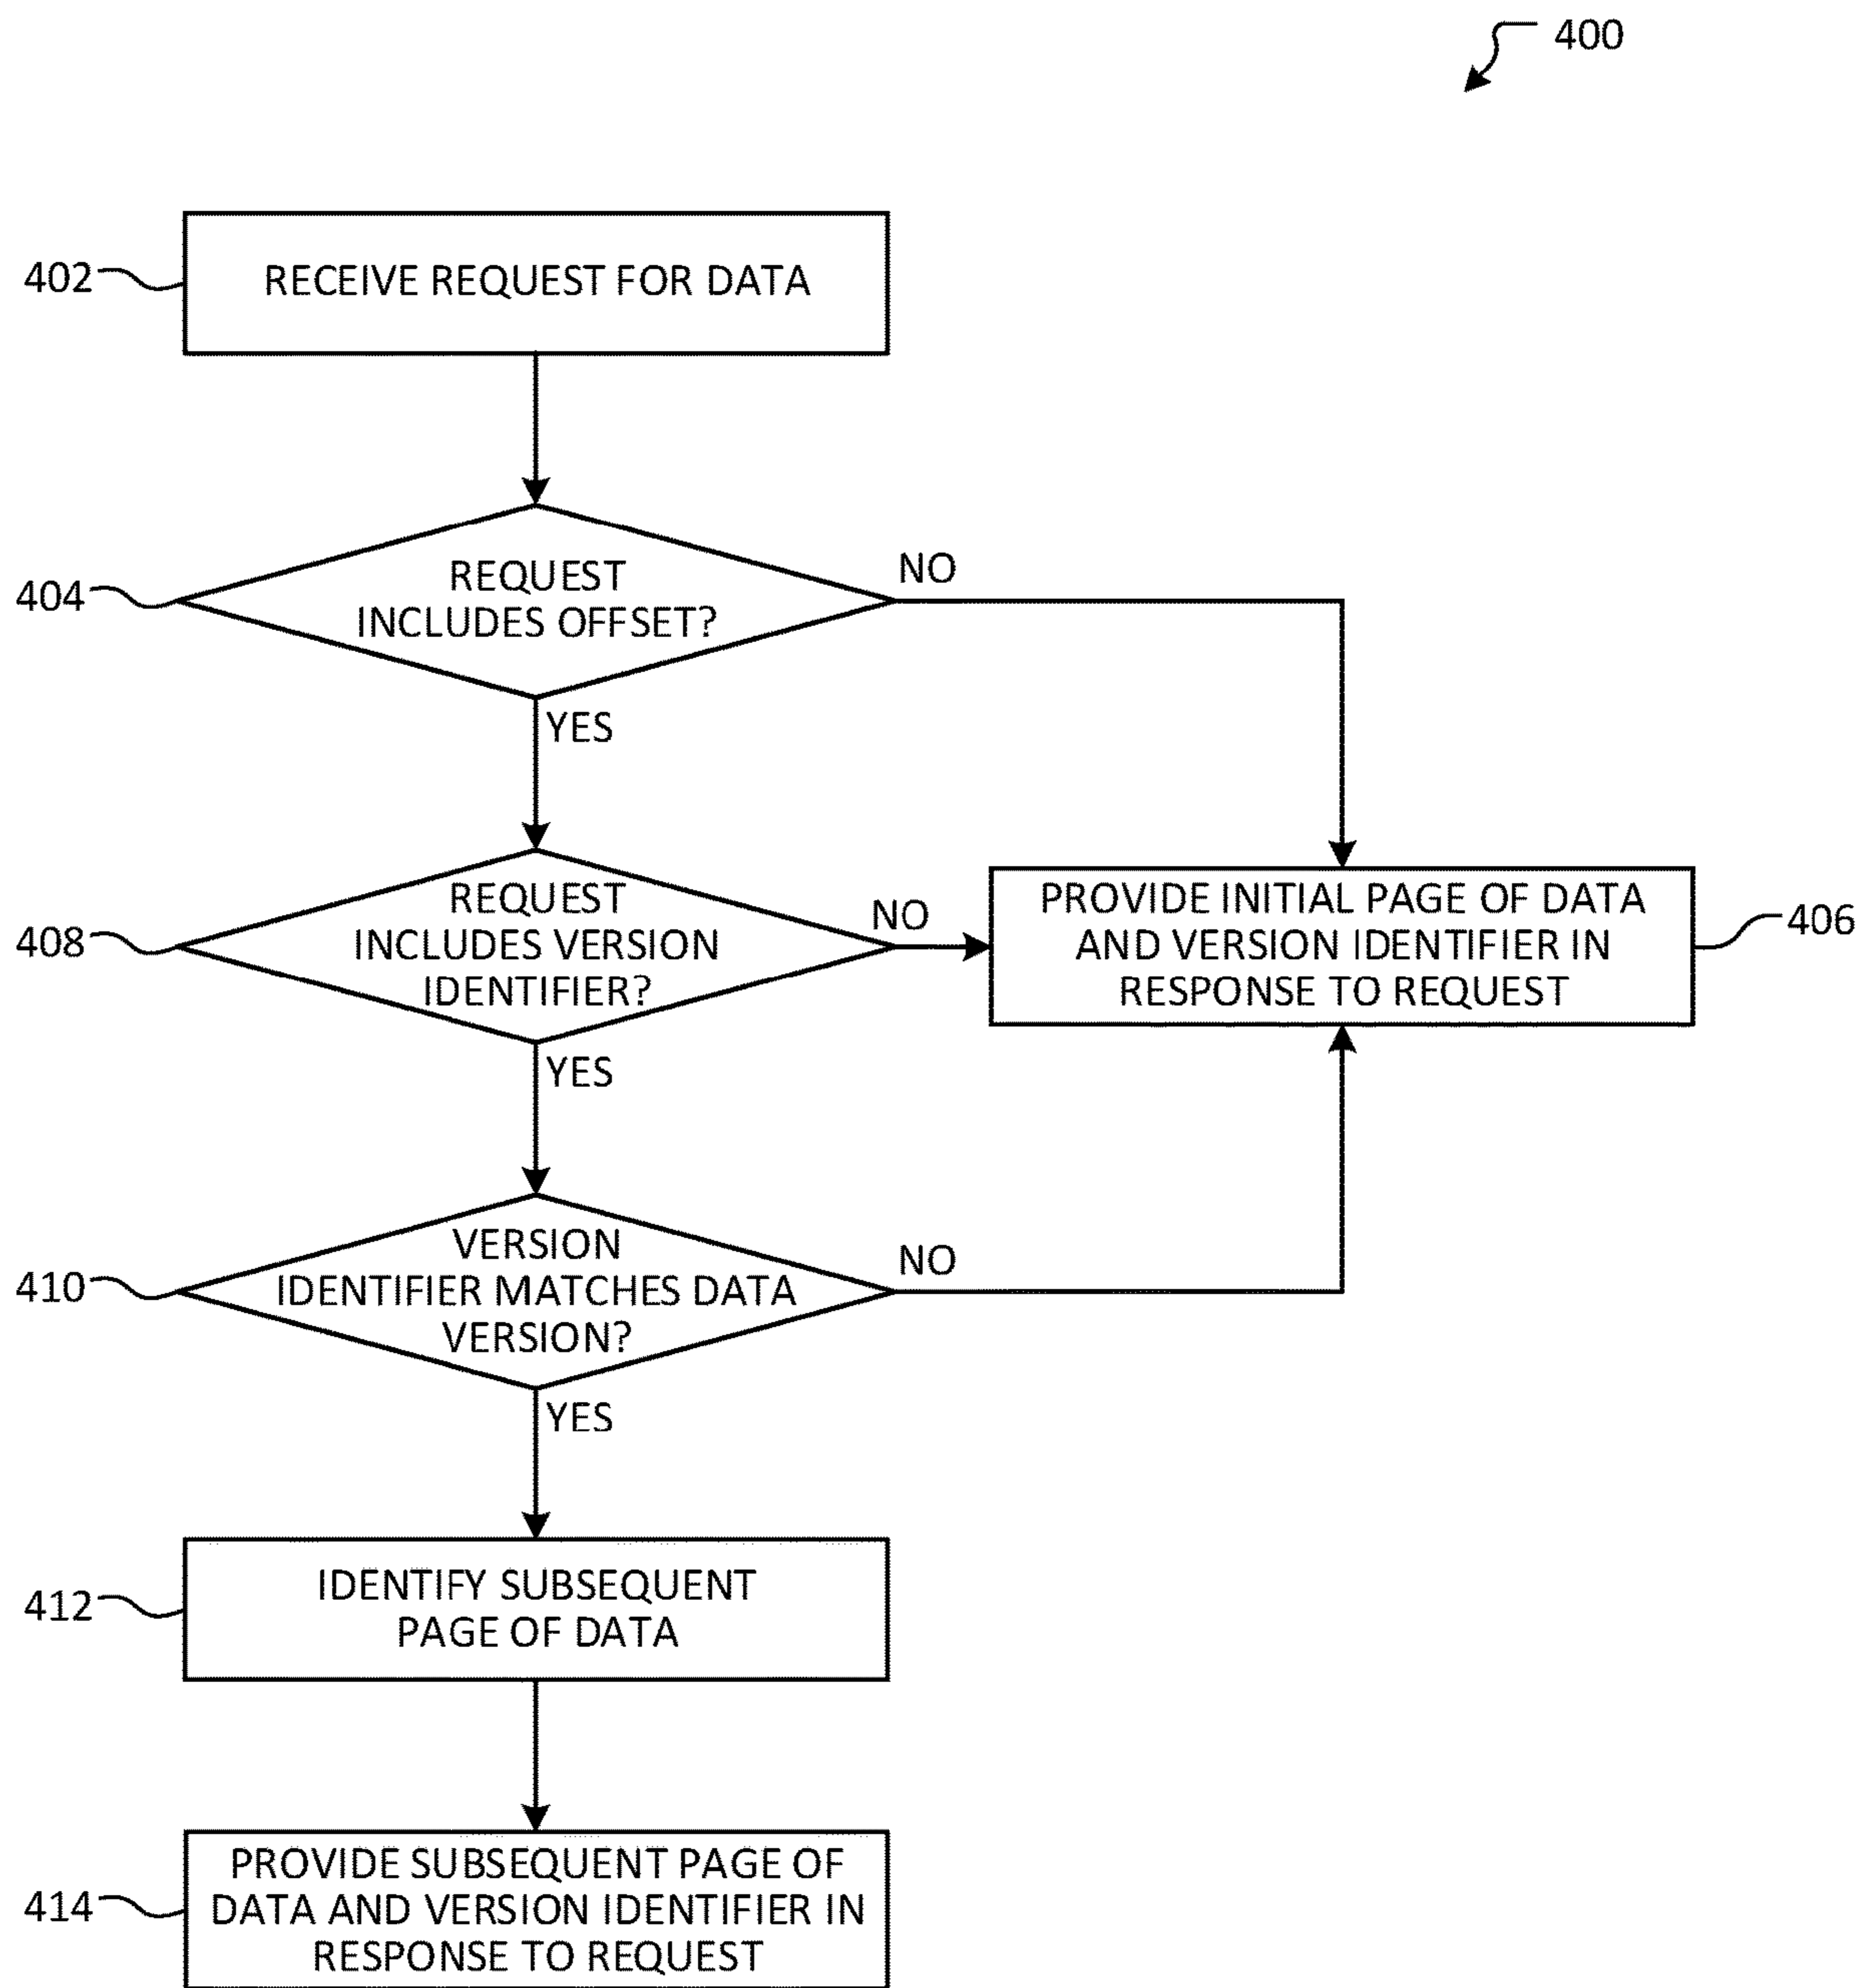 400
402
RECEIVE REQUEST FOR DATA
404
REQUEST
INCLUDES OFFSET?
NO
YES
408
REQUEST
INCLUDES VERSION
IDENTIFIER?
NO
YES
PROVIDE INITIAL PAGE OF DATA
AND VERSION IDENTIFIER IN
RESPONSE TO REQUEST
406
410
VERSION
IDENTIFIER MATCHES DATA
VERSION?
NO
YES
412
IDENTIFY SUBSEQUENT
PAGE OF DATA
414
PROVIDE SUBSEQUENT PAGE OF
DATA AND VERSION IDENTIFIER IN
RESPONSE TO REQUEST